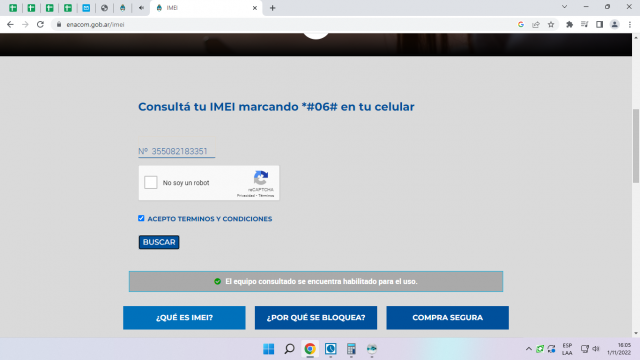 IMEI
enacom.gob.ar/imei
Consultá tu IMEI marcando *#06# en tu celular
Nº 355082183351
No soy un robot
reCAPTCHA
Privacidad - Términos
ACEPTO TERMINOS Y CONDICIONES
BUSCAR
El equipo consultado se encuentra habilitado para el uso.
¿QUÉ ES IMEI?
¿POR QUÉ SE BLOQUEA?
COMPRA SEGURA
ESP
LAA
16:05
1/11/2022